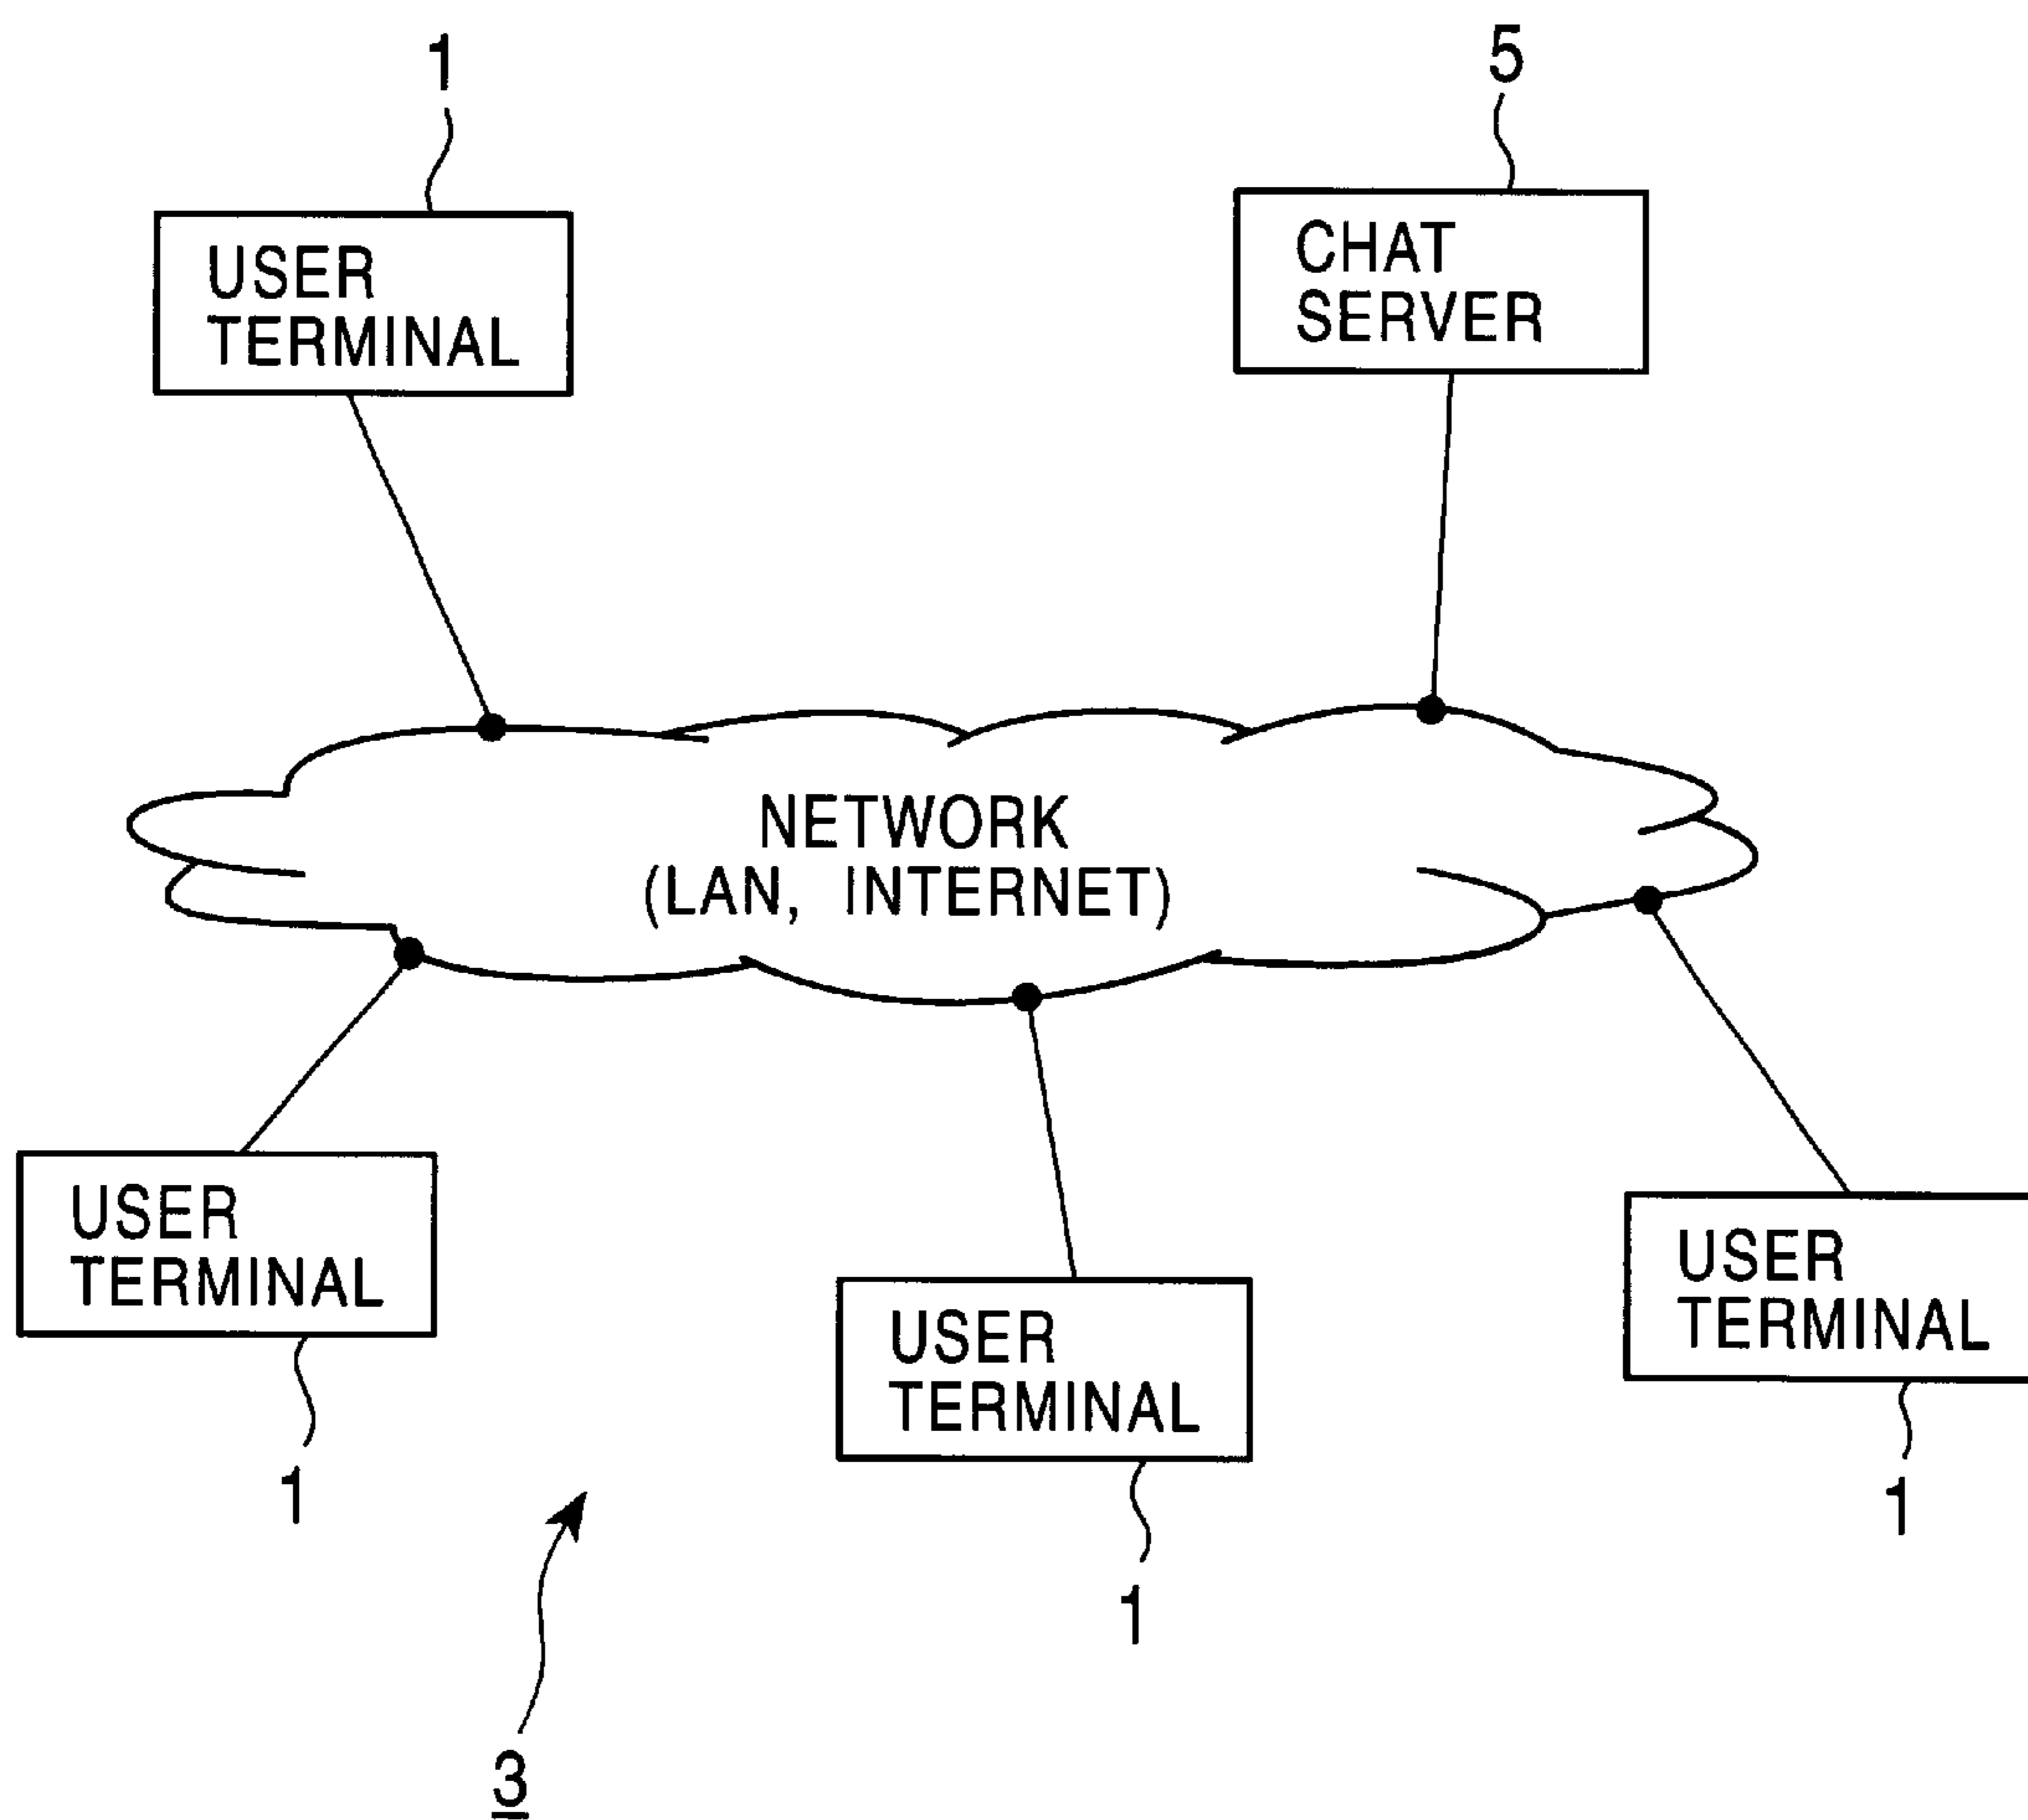 1
5
USER
TERMINAL
CHAT
SERVER
NETWORK
(LAN, INTERNET)
USER
TERMINAL
1
USER
TERMINAL
1
USER
TERMINAL
1
3